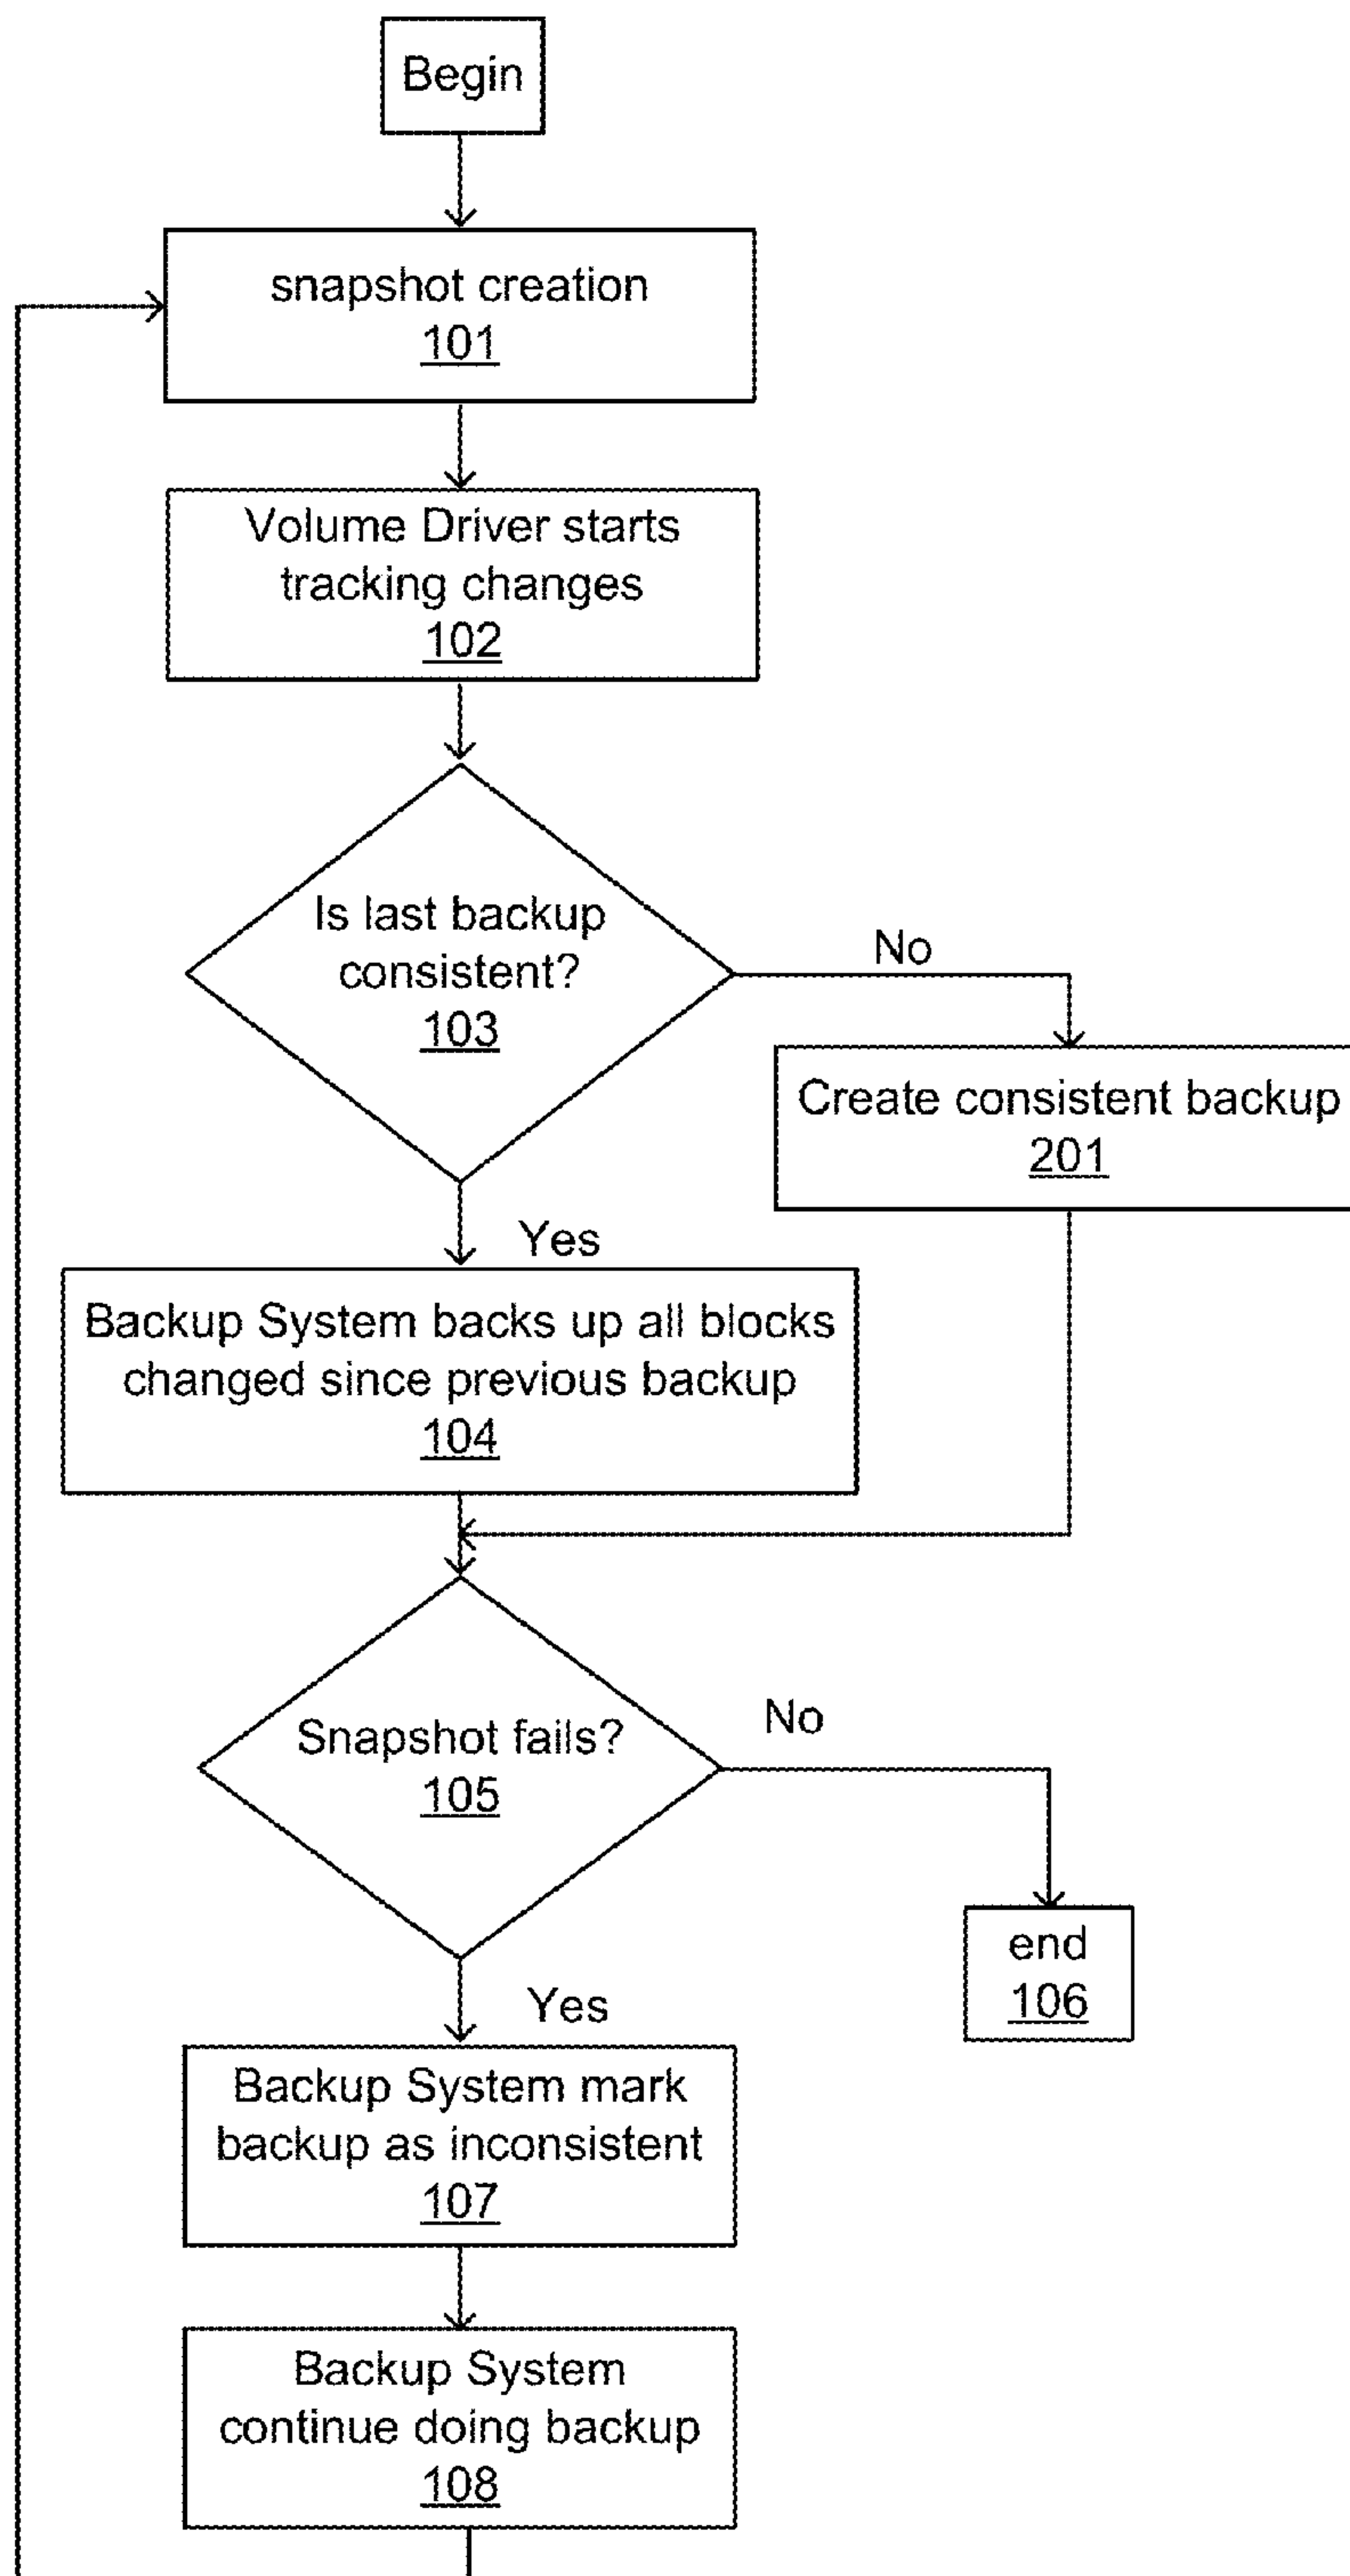 Begin
snapshot creation
101
Volume Driver starts
tracking changes
102
Is last backup
consistent?
103
No
Create consistent backup
201
Yes
Backup System backs up all blocks
changed since previous backup
104
Snapshot fails?
105
No
end
106
Yes
Backup System mark
backup as inconsistent
107
Backup System
continue doing backup
108